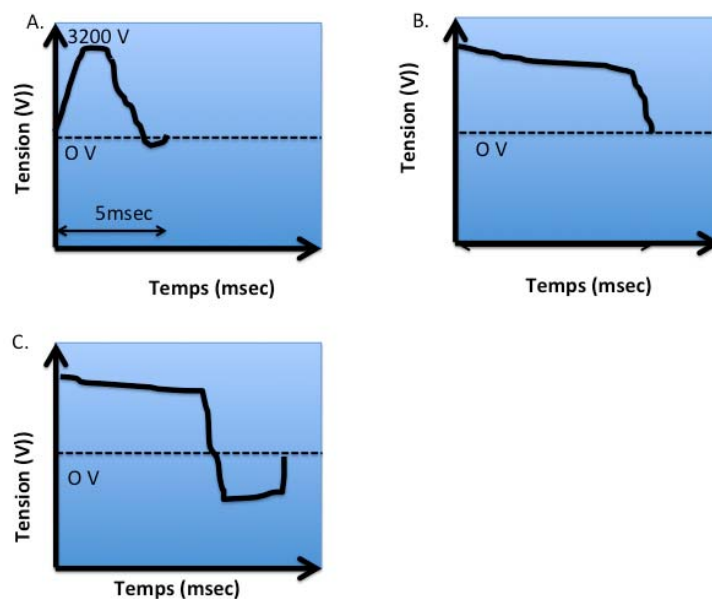 A.
3200 V
Tension (V))
O V
5msec
Temps (msec)
B.
Tension (V))
O V
Temps (msec)
C.
Tension (V))
O V
Temps (msec)